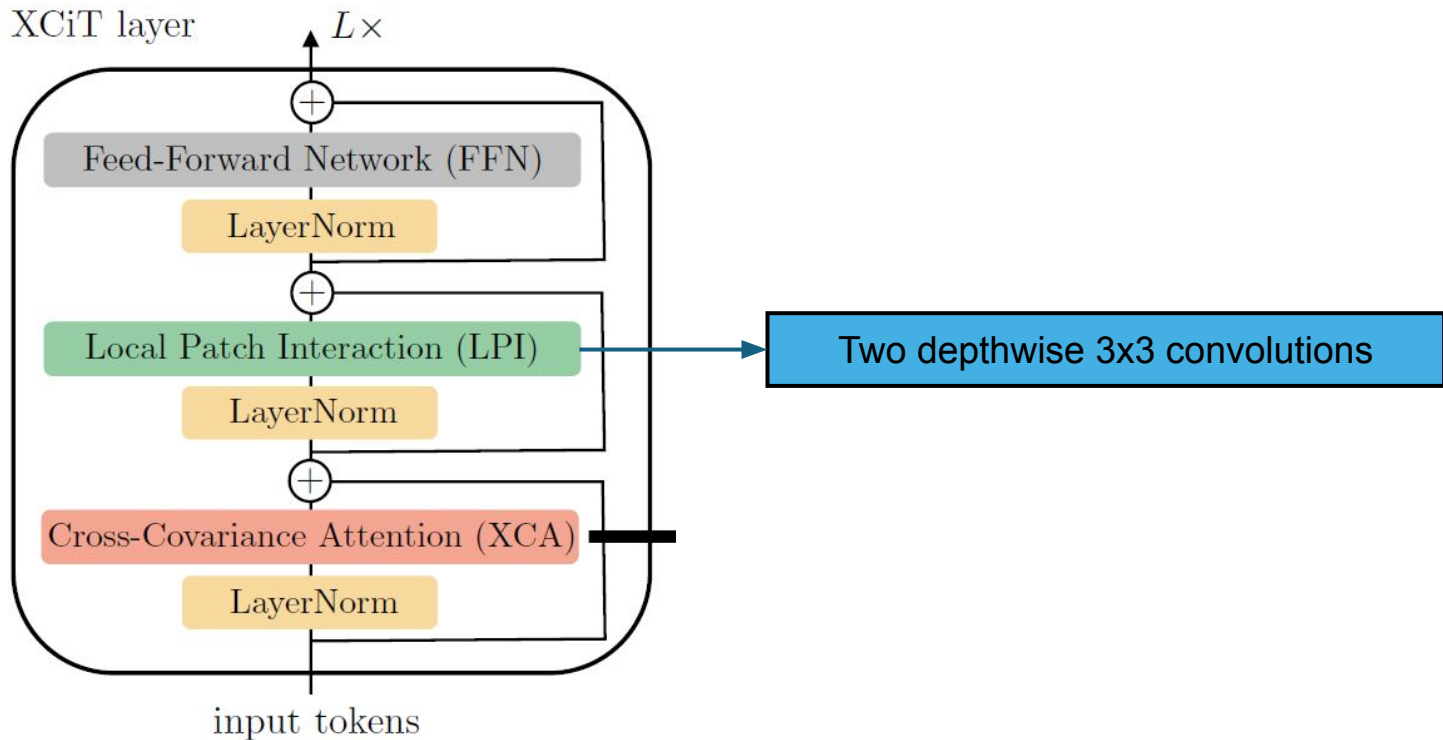 XCiT layer
L×
+
Feed-Forward Network (FFN)
LayerNorm
+
Local Patch Interaction (LPI)
Two depthwise 3x3 convolutions
LayerNorm
+
Cross-Covariance Attention (XCA)
LayerNorm
input tokens